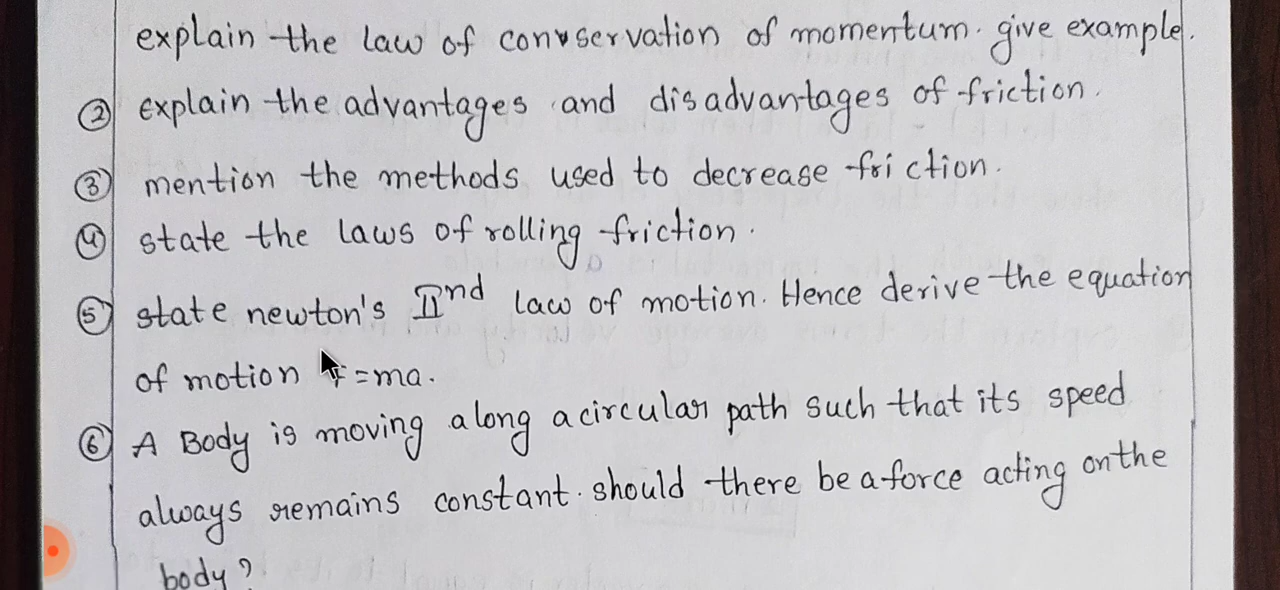 explain the law of conservation of momentum. give example.
② explain the advantages and disadvantages of friction.
③ mention the methods used to decrease friction.
④ state the laws of rolling friction.
⑤ state newton's IInd law of motion. Hence derive the equation
of motion F=ma.
⑥ A Body is moving along a circular path such that its speed
always remains constant. should there be a force acting on the
body?